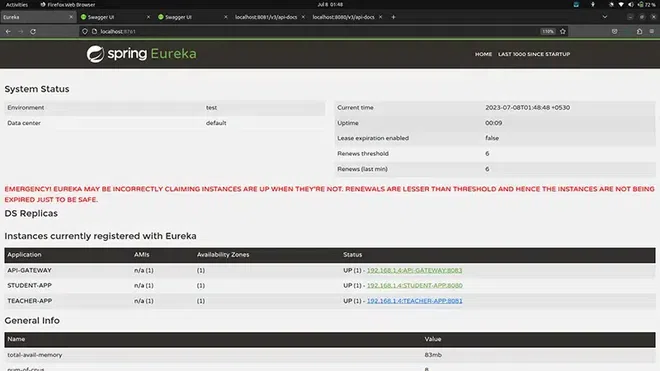 Activities Firefox Web Browser Jul 8 01:48 72 %
Eureka Swagger UI Swagger UI localhost:8081/v3/api-docs localhost:8080/v3/api-docs
localhost:8761 110%
spring Eureka HOME LAST 1000 SINCE STARTUP
System Status
Environment test Current time 2023-07-08T01:48:48 +0530
Data center default Uptime 00:09
Lease expiration enabled false
Renews threshold 6
Renews (last min) 6
EMERGENCY! EUREKA MAY BE INCORRECTLY CLAIMING INSTANCES ARE UP WHEN THEY'RE NOT. RENEWALS ARE LESSER THAN THRESHOLD AND HENCE THE INSTANCES ARE NOT BEING
EXPIRED JUST TO BE SAFE.
DS Replicas
Instances currently registered with Eureka
Application AMIs Availability Zones Status
API-GATEWAY n/a (1) (1) UP (1) - 192.168.1.4:API-GATEWAY:8083
STUDENT-APP n/a (1) (1) UP (1) - 192.168.1.4:STUDENT-APP:8080
TEACHER-APP n/a (1) (1) UP (1) - 192.168.1.4:TEACHER-APP:8081
General Info
Name Value
total-avail-memory 83mb
num-of-cpus 8